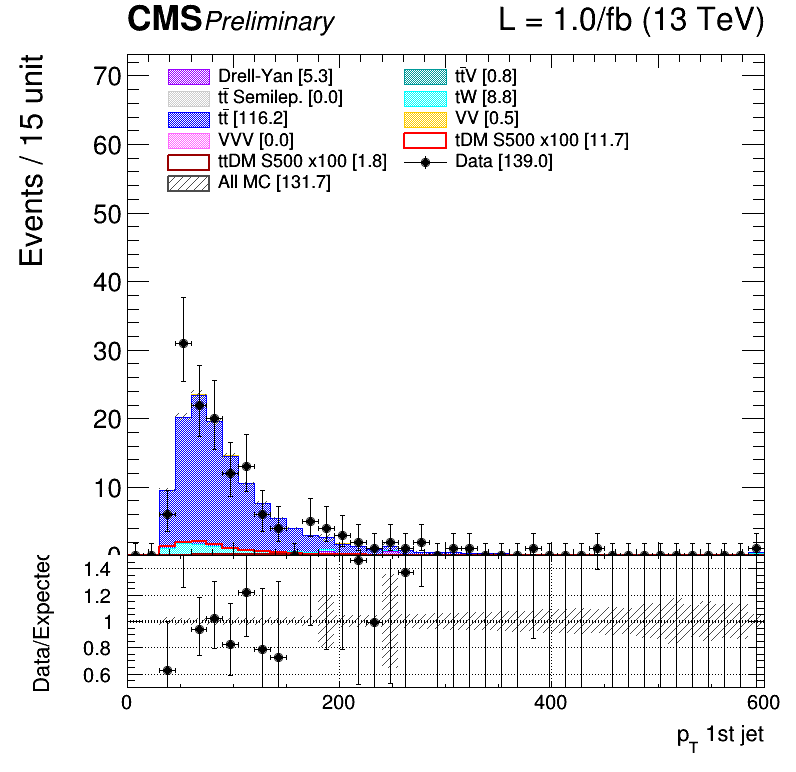 CMS Preliminary L = 1.0/fb (13 TeV)
Events / 15 unit
70
60
50
40
30
20
10
0
Drell-Yan [5.3]
tt̄ Semilep. [0.0]
tt̄ [116.2]
VVV [0.0]
ttDM S500 x100 [1.8]
All MC [131.7]
tt̄V [0.8]
tW [8.8]
VV [0.5]
tDM S500 x100 [11.7]
Data [139.0]
Data/Expected
1.4
1.2
1
0.8
0.6
0 200 400 600
p_T 1st jet